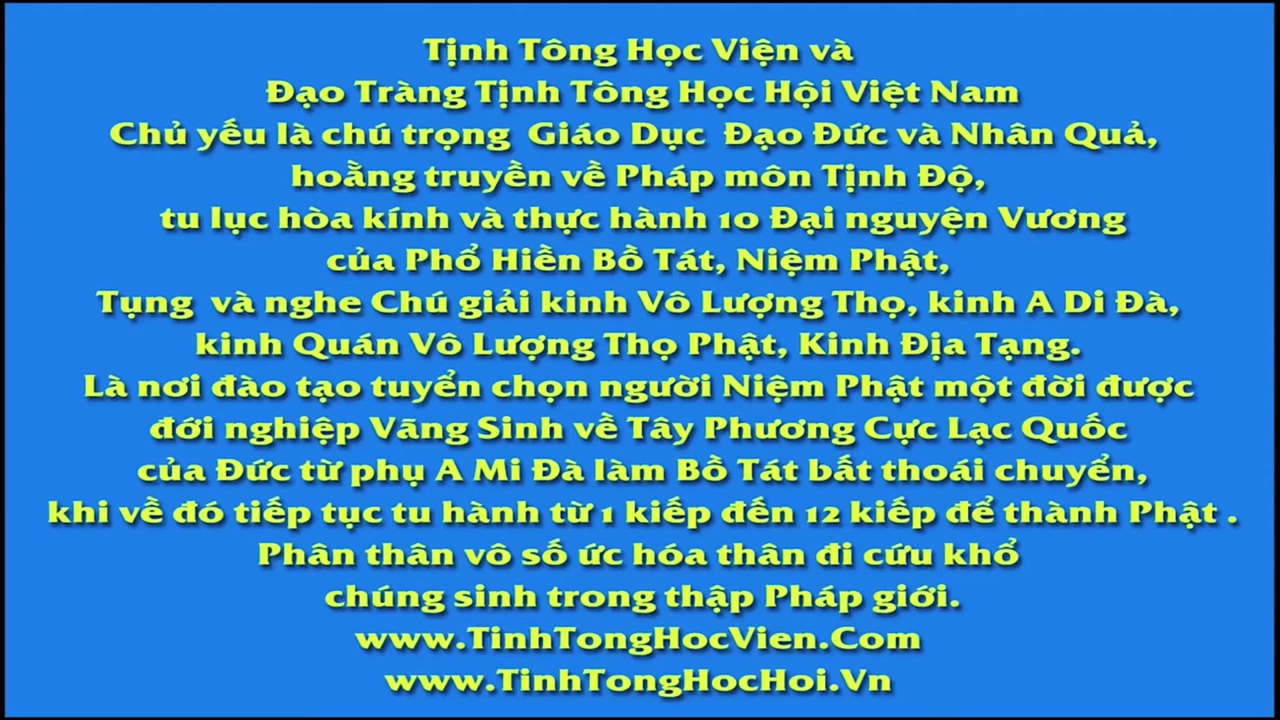 Tịnh Tông Học Viện và
Đạo Tràng Tịnh Tông Học Hội Việt Nam
Chủ yếu là chú trọng Giáo Dục Đạo Đức và Nhân Quả,
hoằng truyền về Pháp môn Tịnh Độ,
tu lục hòa kính và thực hành 10 Đại nguyện Vương
của Phổ Hiền Bồ Tát, Niệm Phật,
Tụng và nghe Chú giải kinh Vô Lượng Thọ, kinh A Di Đà,
kinh Quán Vô Lượng Thọ Phật, Kinh Địa Tạng.
Là nơi đào tạo tuyển chọn người Niệm Phật một đời được
đới nghiệp Vãng Sinh về Tây Phương Cực Lạc Quốc
của Đức từ phụ A Mi Đà làm Bồ Tát bất thoái chuyển,
khi về đó tiếp tục tu hành từ 1 kiếp đến 12 kiếp để thành Phật .
Phân thân vô số ức hóa thân đi cứu khổ
chúng sinh trong thập Pháp giới.
www.TinhTongHocVien.Com
www.TinhTongHocHoi.Vn